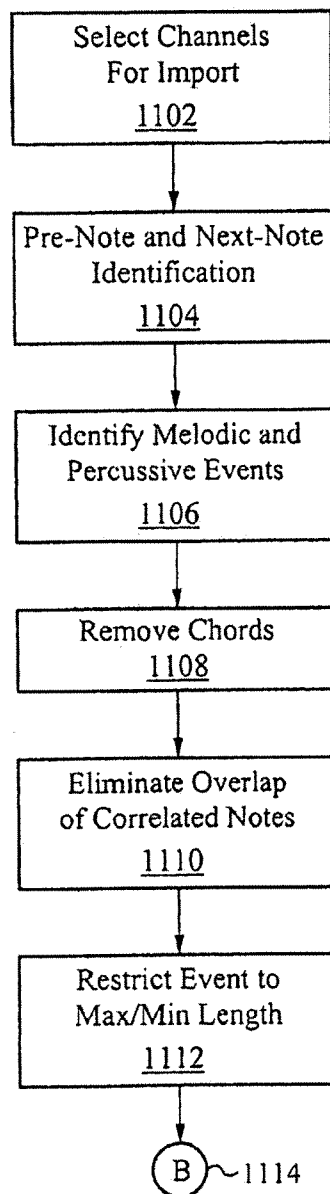 Select Channels
For Import
1102
Pre-Note and Next-Note
Identification
1104
Identify Melodic and
Percussive Events
1106
Remove Chords
1108
Eliminate Overlap
of Correlated Notes
1110
Restrict Event to
Max/Min Length
1112
B 1114